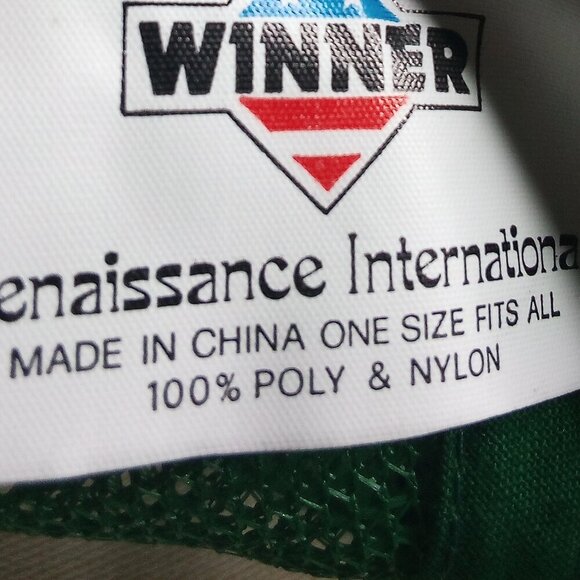 WINNER
enaissance Internationa
MADE IN CHINA ONE SIZE FITS ALL
100% POLY & NYLON